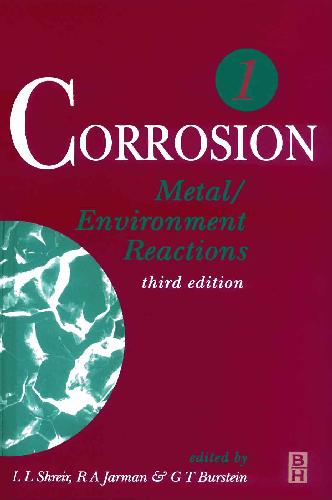 1
CORROSION
Metal/
Environment
Reactions
third edition
edited by
L L Shreir, R A Jarman & G T Burstein
B
H